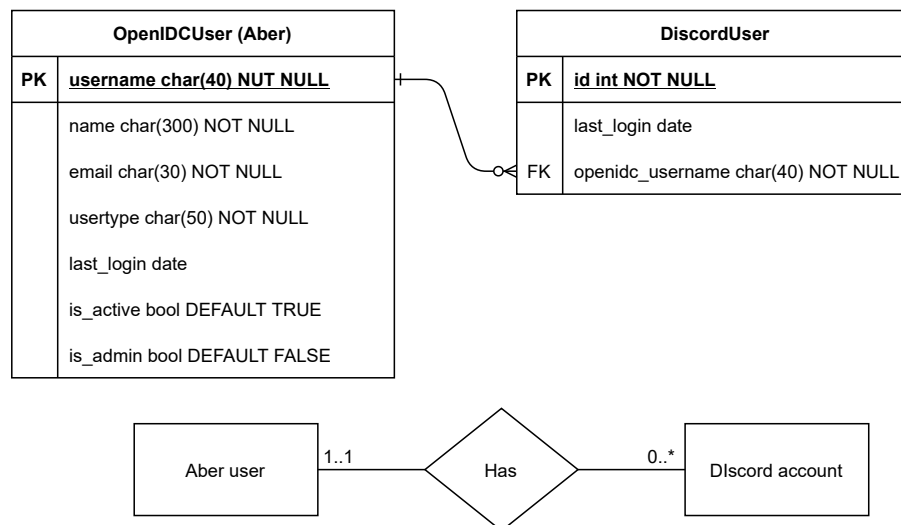 OpenIDCUser (Aber)
PK username char(40) NUT NULL
name char(300) NOT NULL
email char(30) NOT NULL
usertype char(50) NOT NULL
last_login date
is_active bool DEFAULT TRUE
is_admin bool DEFAULT FALSE
DiscordUser
PK id int NOT NULL
last_login date
FK openidc_username char(40) NOT NULL
Aber user
1..1
Has
0..*
DIscord account